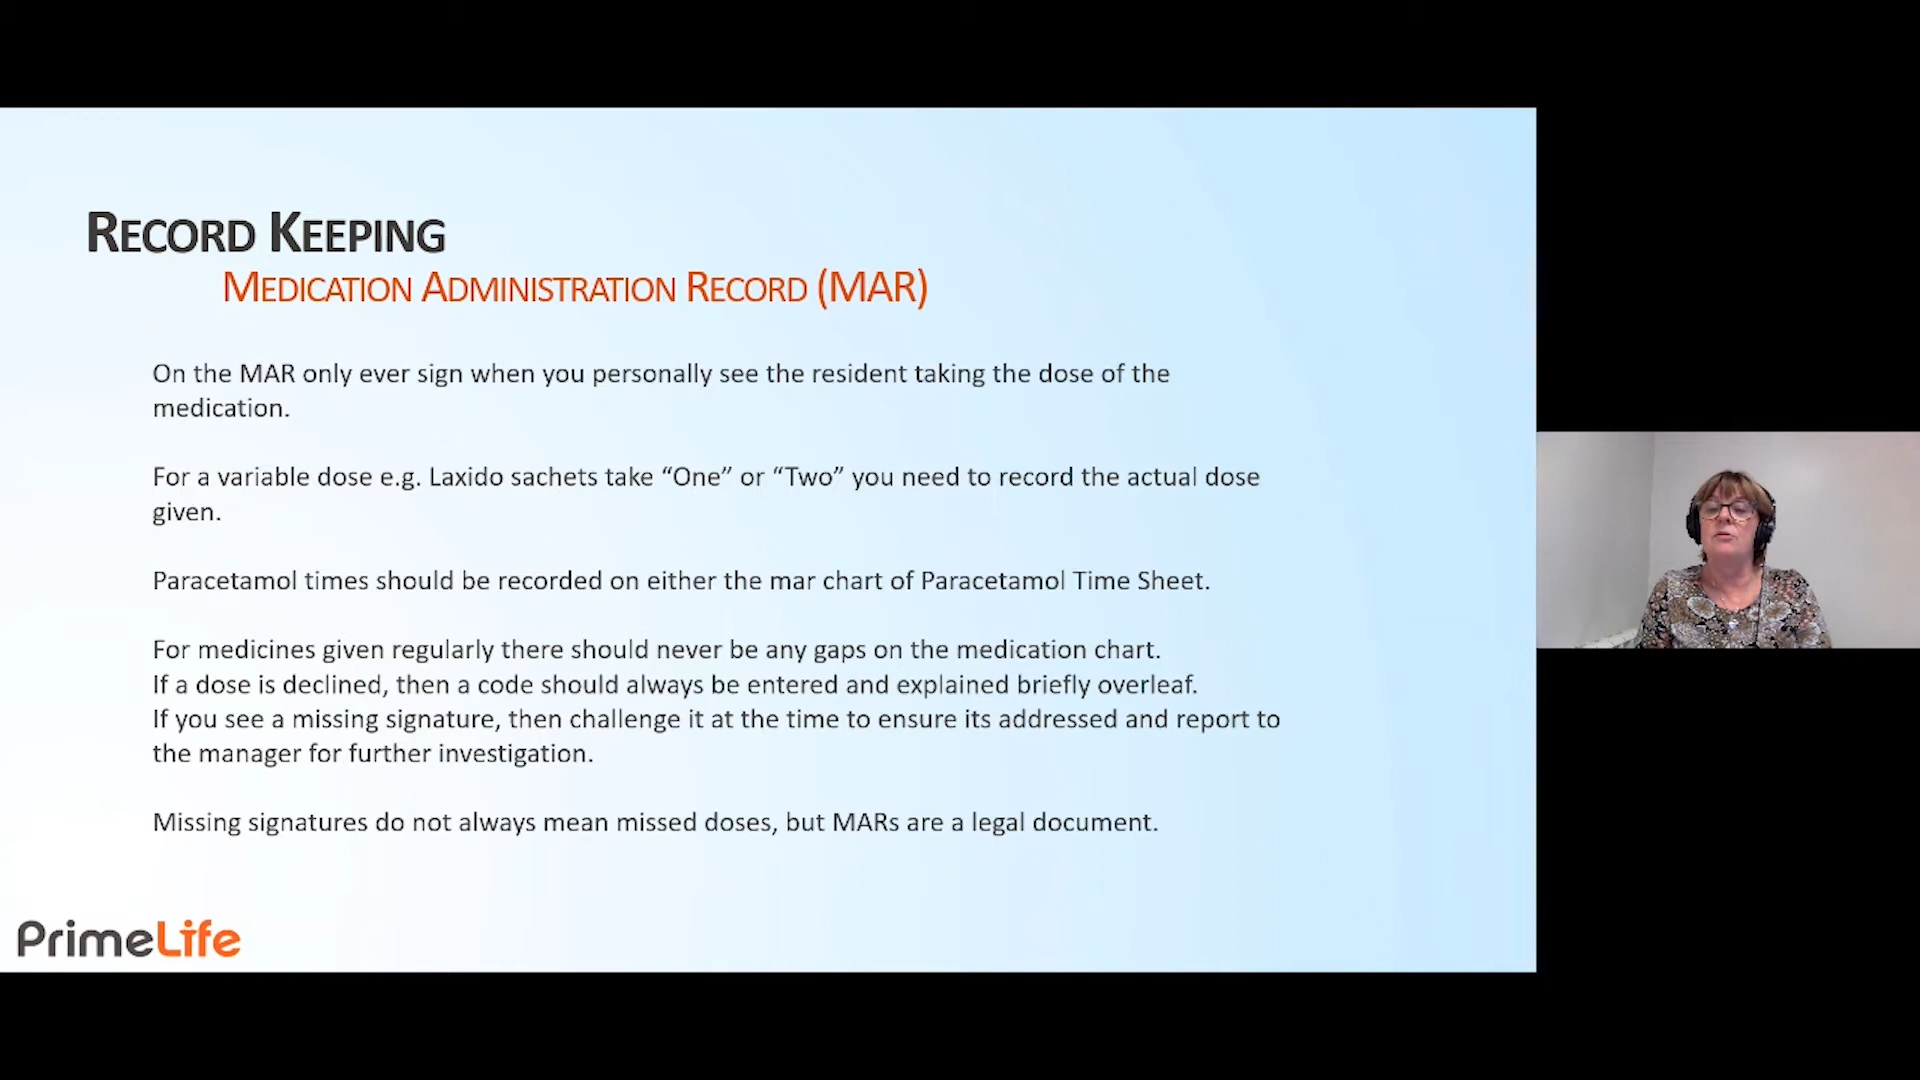 RECORD KEEPING
MEDICATION ADMINISTRATION RECORD (MAR)
On the MAR only ever sign when you personally see the resident taking the dose of the
medication.
For a variable dose e.g. Laxido sachets take “One” or “Two” you need to record the actual dose
given.
Paracetamol times should be recorded on either the mar chart of Paracetamol Time Sheet.
For medicines given regularly there should never be any gaps on the medication chart.
If a dose is declined, then a code should always be entered and explained briefly overleaf.
If you see a missing signature, then challenge it at the time to ensure its addressed and report to
the manager for further investigation.
Missing signatures do not always mean missed doses, but MARs are a legal document.
PrimeLife